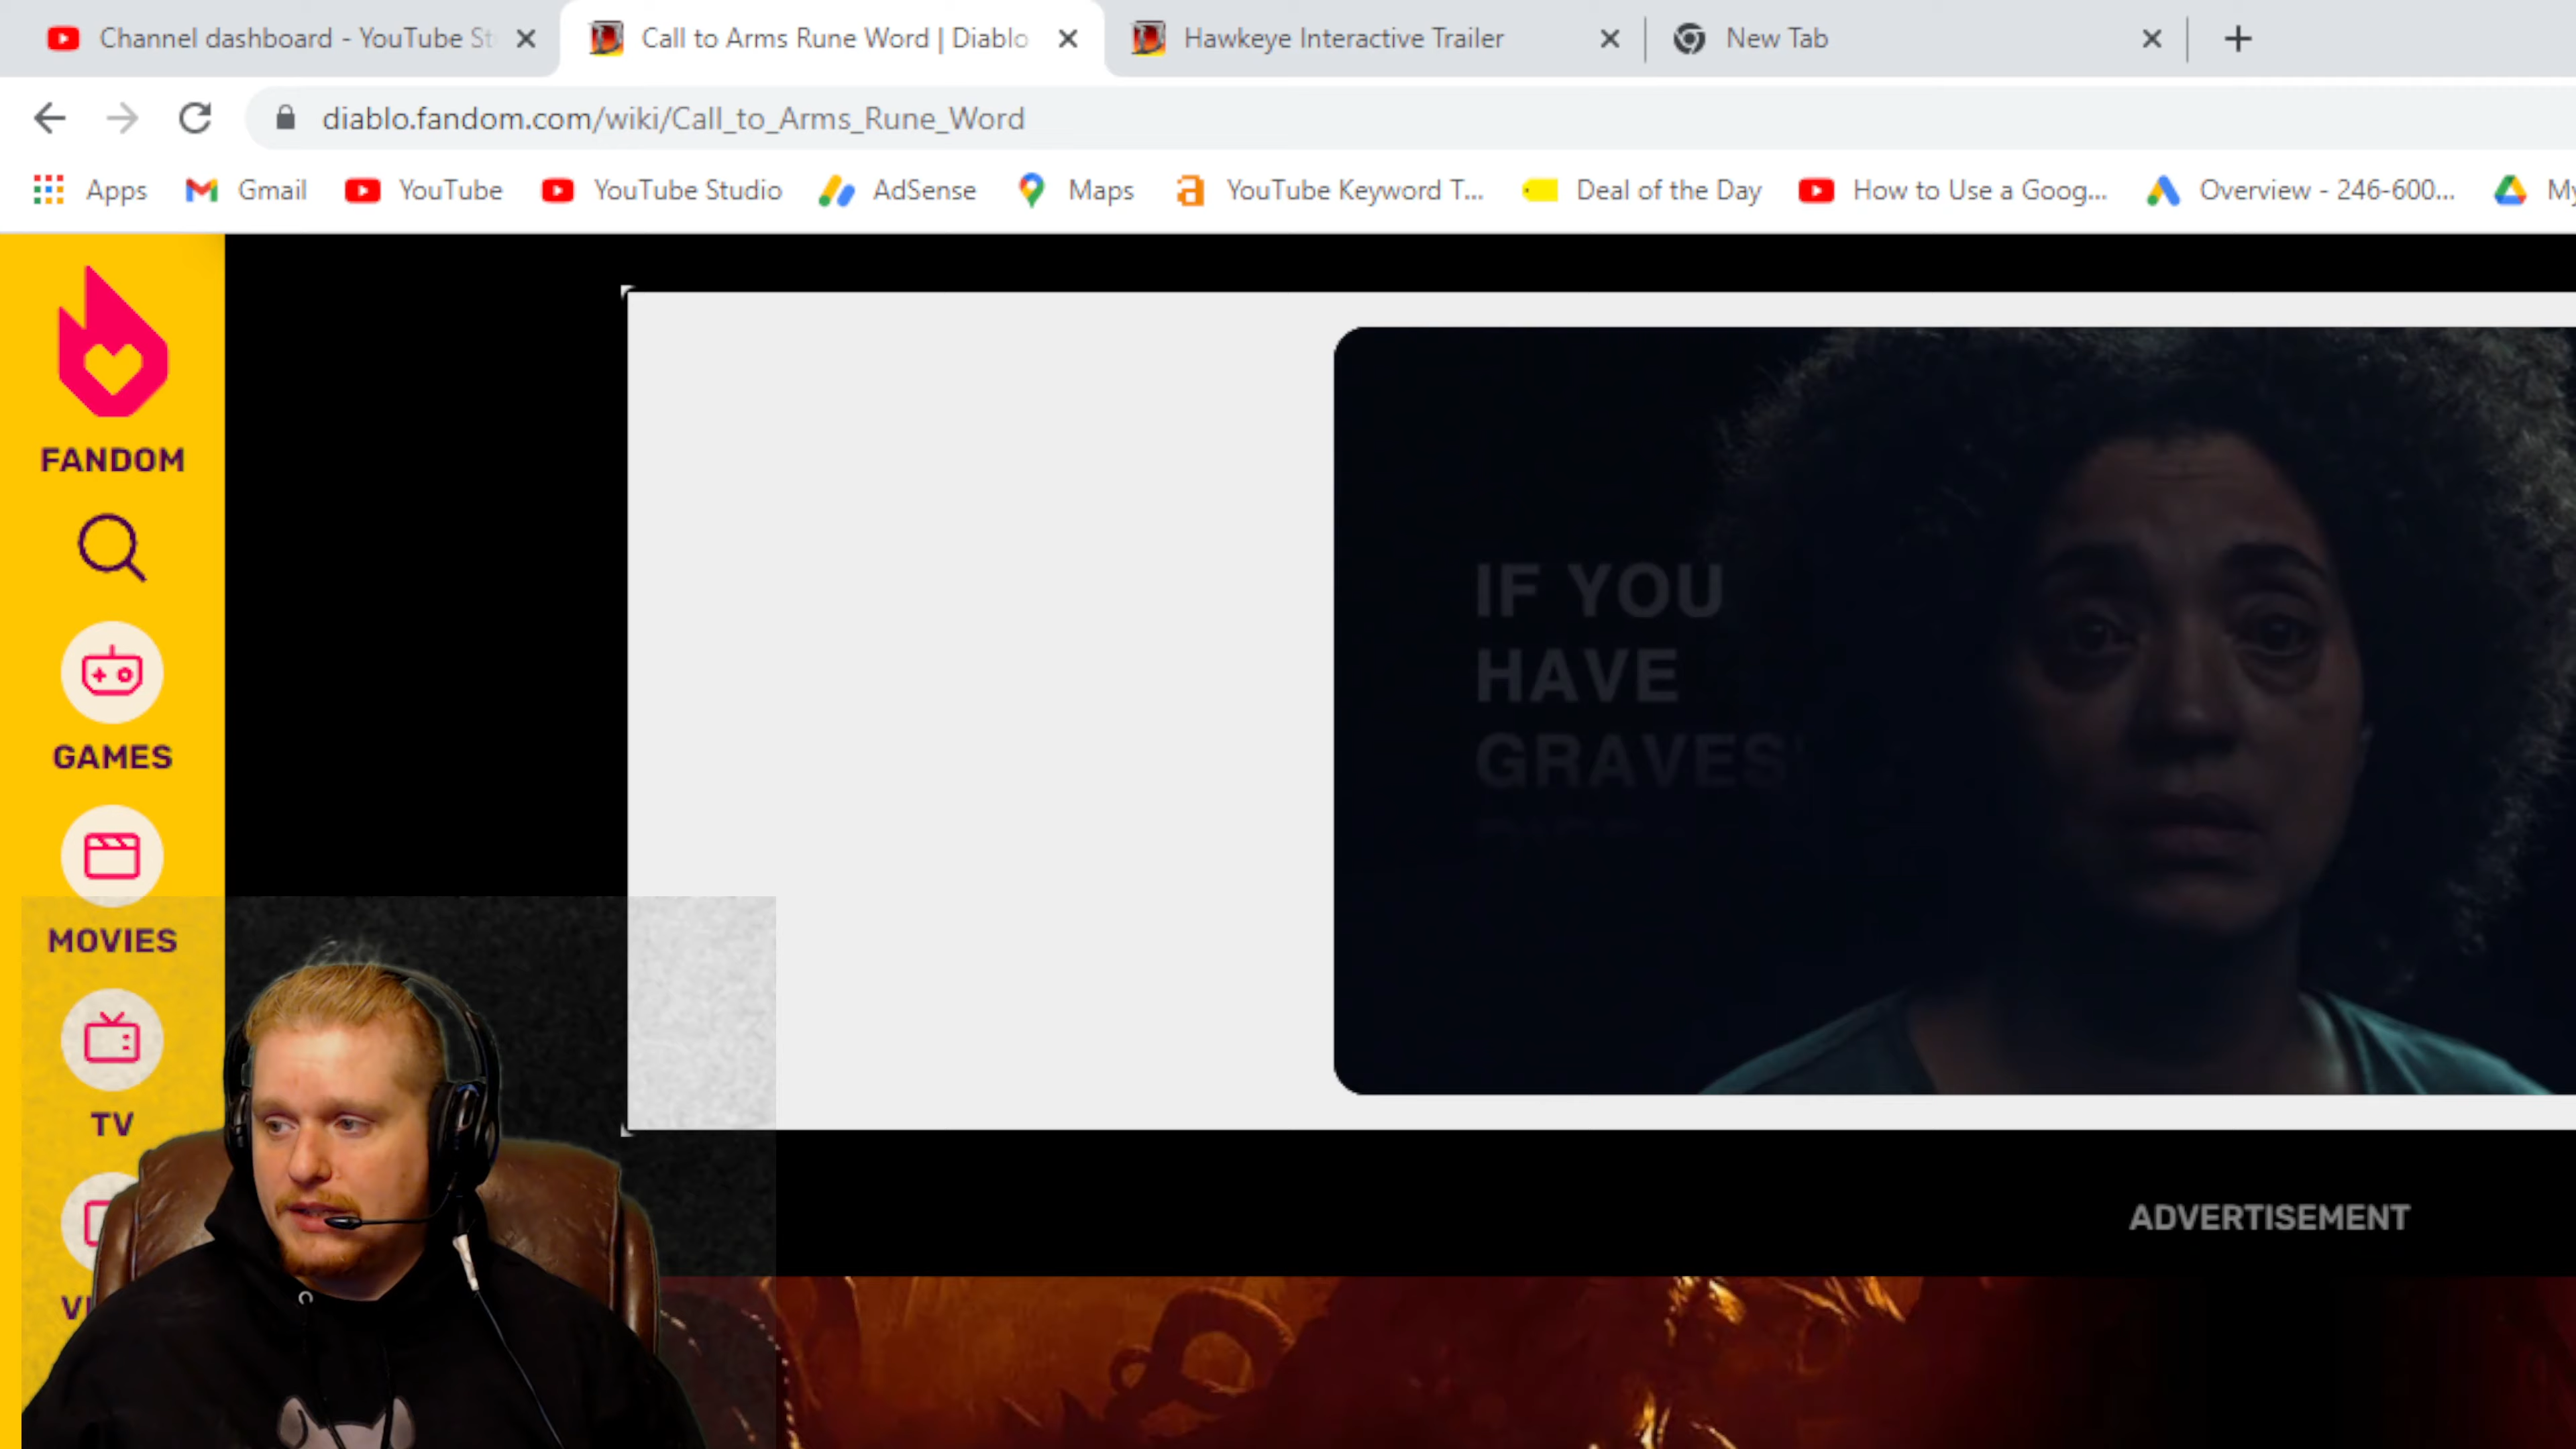 Channel dashboard - YouTube St
Call to Arms Rune Word | Diablo
Hawkeye Interactive Trailer
New Tab
diablo.fandom.com/wiki/Call_to_Arms_Rune_Word
Apps
Gmail
YouTube
YouTube Studio
AdSense
Maps
YouTube Keyword T...
Deal of the Day
How to Use a Goog...
Overview - 246-600...
My
FANDOM
GAMES
MOVIES
TV
IF YOU
HAVE
GRAVES'
ADVERTISEMENT